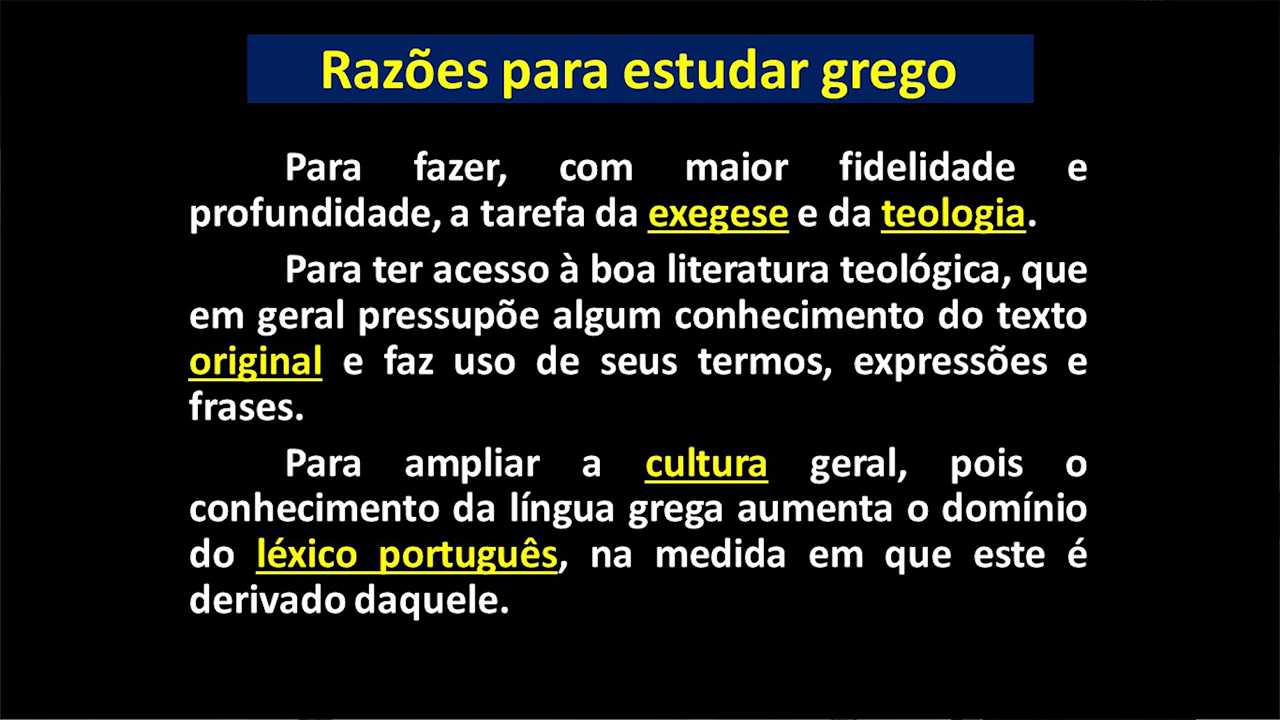 Razões para estudar grego
Para fazer, com maior fidelidade e
profundidade, a tarefa da exegese e da teologia.
Para ter acesso à boa literatura teológica, que
em geral pressupõe algum conhecimento do texto
original e faz uso de seus termos, expressões e
frases.
Para ampliar a cultura geral, pois o
conhecimento da língua grega aumenta o domínio
do léxico português, na medida em que este é
derivado daquele.